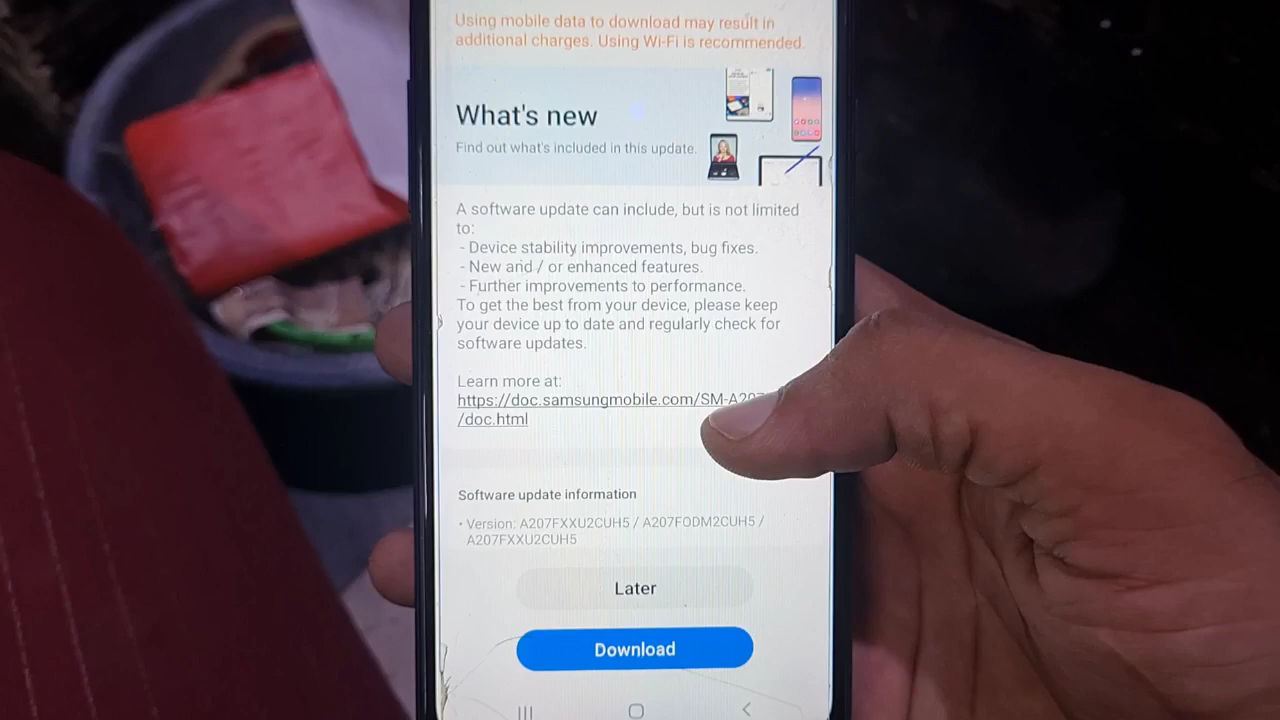 Using mobile data to download may result in
additional charges. Using Wi-Fi is recommended.
What's new
Find out what's included in this update.
A software update can include, but is not limited
to:
- Device stability improvements, bug fixes.
- New and / or enhanced features.
- Further improvements to performance.
To get the best from your device, please keep
your device up to date and regularly check for
software updates.
Learn more at:
https://doc.samsungmobile.com/SM-A207
/doc.html
Software update information
• Version: A207FXXU2CUH5 / A207FODM2CUH5 /
A207FXXU2CUH5
Later
Download